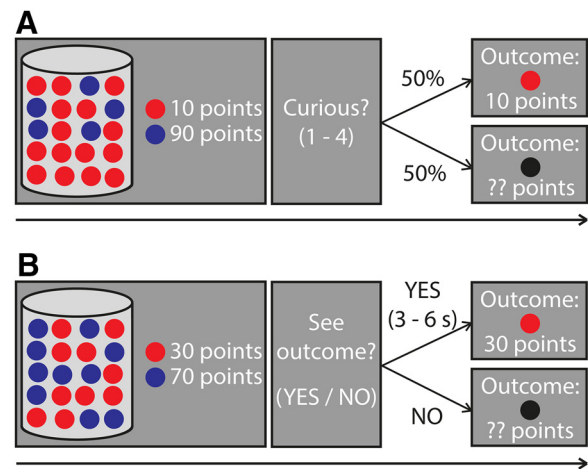 A
10 points
90 points
Curious?
(1 - 4)
50%
50%
Outcome:
10 points
Outcome:
?? points
B
30 points
70 points
See
outcome?
(YES / NO)
YES
(3 - 6 s)
NO
Outcome:
30 points
Outcome:
?? points